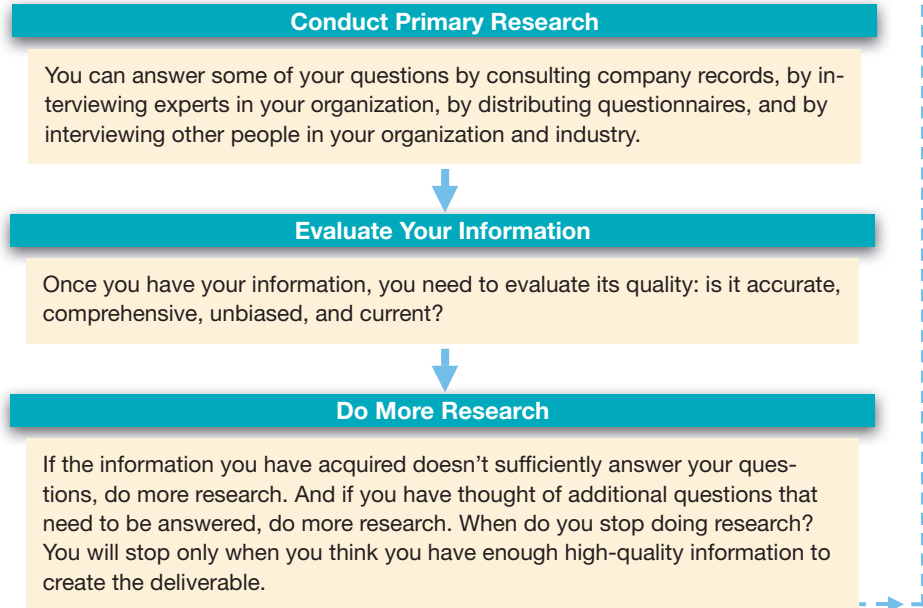 Conduct Primary Research
You can answer some of your questions by consulting company records, by in-
terviewing experts in your organization, by distributing questionnaires, and by
interviewing other people in your organization and industry.
Evaluate Your Information
Once you have your information, you need to evaluate its quality: is it accurate,
comprehensive, unbiased, and current?
Do More Research
If the information you have acquired doesn’t sufficiently answer your ques-
tions, do more research. And if you have thought of additional questions that
need to be answered, do more research. When do you stop doing research?
You will stop only when you think you have enough high-quality information to
create the deliverable.